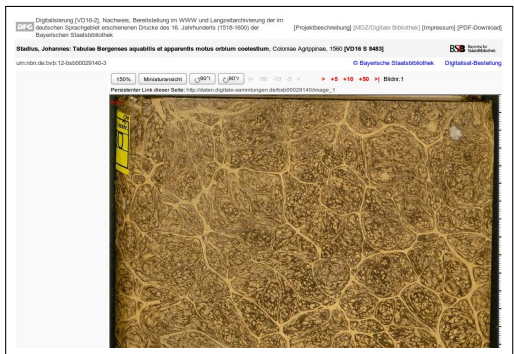 Digitalisierung [VD16-2], Nachweis, Bereitstellung im WWW und Langzeitarchivierung der im
DFG deutschen Sprachgebiet erschienenen Drucke des 16. Jahrhunderts (1518-1600) der
Bayerischen Staatsbibliothek
[Projektbeschreibung] [MDZ/Digitale Bibliothek] [Impressum] [PDF-Download]
Stadius, Johannes: Tabulae Bergenses aequabilis et apparentis motus orbium coelestium, Coloniae Agrippinae, 1560 [VD16 S 8483]
BSB Bayerische Staatsbibliothek
urn:nbn:de:bvb:12-bsb00029140-3
© Bayerische Staatsbibliothek Digitalisat-Bestellung
150% Miniaturansicht 90°l 90°r |< -50 -10 -5 < > +5 +10 +50 >| Bildnr.1
Persistenter Link dieser Seite: http://daten.digitale-sammlungen.de/bsb00029140/image_1